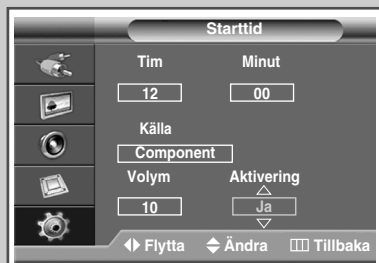 Starttid
Tim Minut
12 00
Källa
Component
Volym Aktivering
10 Ja
Flytta Ändra Tillbaka